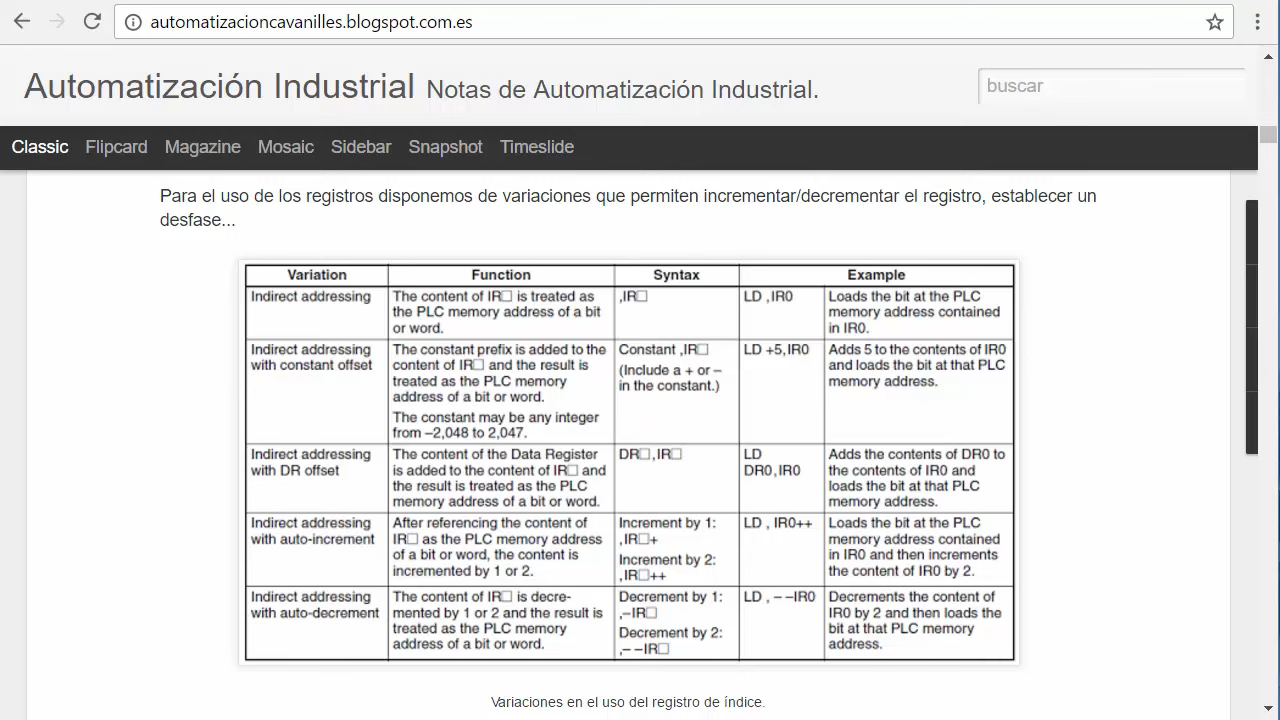 automatizacioncavanilles.blogspot.com.es
Automatización Industrial Notas de Automatización Industrial.
buscar
Classic Flipcard Magazine Mosaic Sidebar Snapshot Timeslide
Para el uso de los registros disponemos de variaciones que permiten incrementar/decrementar el registro, establecer un
desfase...
Variation Function Syntax Example
Indirect addressing
The content of IR□ is treated as
the PLC memory address of a bit
or word.
,IR□
LD ,IR0
Loads the bit at the PLC
memory address contained
in IR0.
Indirect addressing
with constant offset
The constant prefix is added to the
content of IR□ and the result is
treated as the PLC memory
address of a bit or word.
The constant may be any integer
from –2,048 to 2,047.
Constant ,IR□
(Include a + or –
in the constant.)
LD +5,IR0
Adds 5 to the contents of IR0
and loads the bit at that PLC
memory address.
Indirect addressing
with DR offset
The content of the Data Register
is added to the content of IR□ and
the result is treated as the PLC
memory address of a bit or word.
DR□,IR□
LD
DR0,IR0
Adds the contents of DR0 to
the contents of IR0 and
loads the bit at that PLC
memory address.
Indirect addressing
with auto-increment
After referencing the content of
IR□ as the PLC memory address
of a bit or word, the content is
incremented by 1 or 2.
Increment by 1:
,IR□+
Increment by 2:
,IR□++
LD , IR0++
Loads the bit at the PLC
memory address contained
in IR0 and then increments
the content of IR0 by 2.
Indirect addressing
with auto-decrement
The content of IR□ is decre-
mented by 1 or 2 and the result is
treated as the PLC memory
address of a bit or word.
Decrement by 1:
,–IR□
Decrement by 2:
,– –IR□
LD , – –IR0
Decrements the content of
IR0 by 2 and then loads the
bit at that PLC memory
address.
Variaciones en el uso del registro de índice.